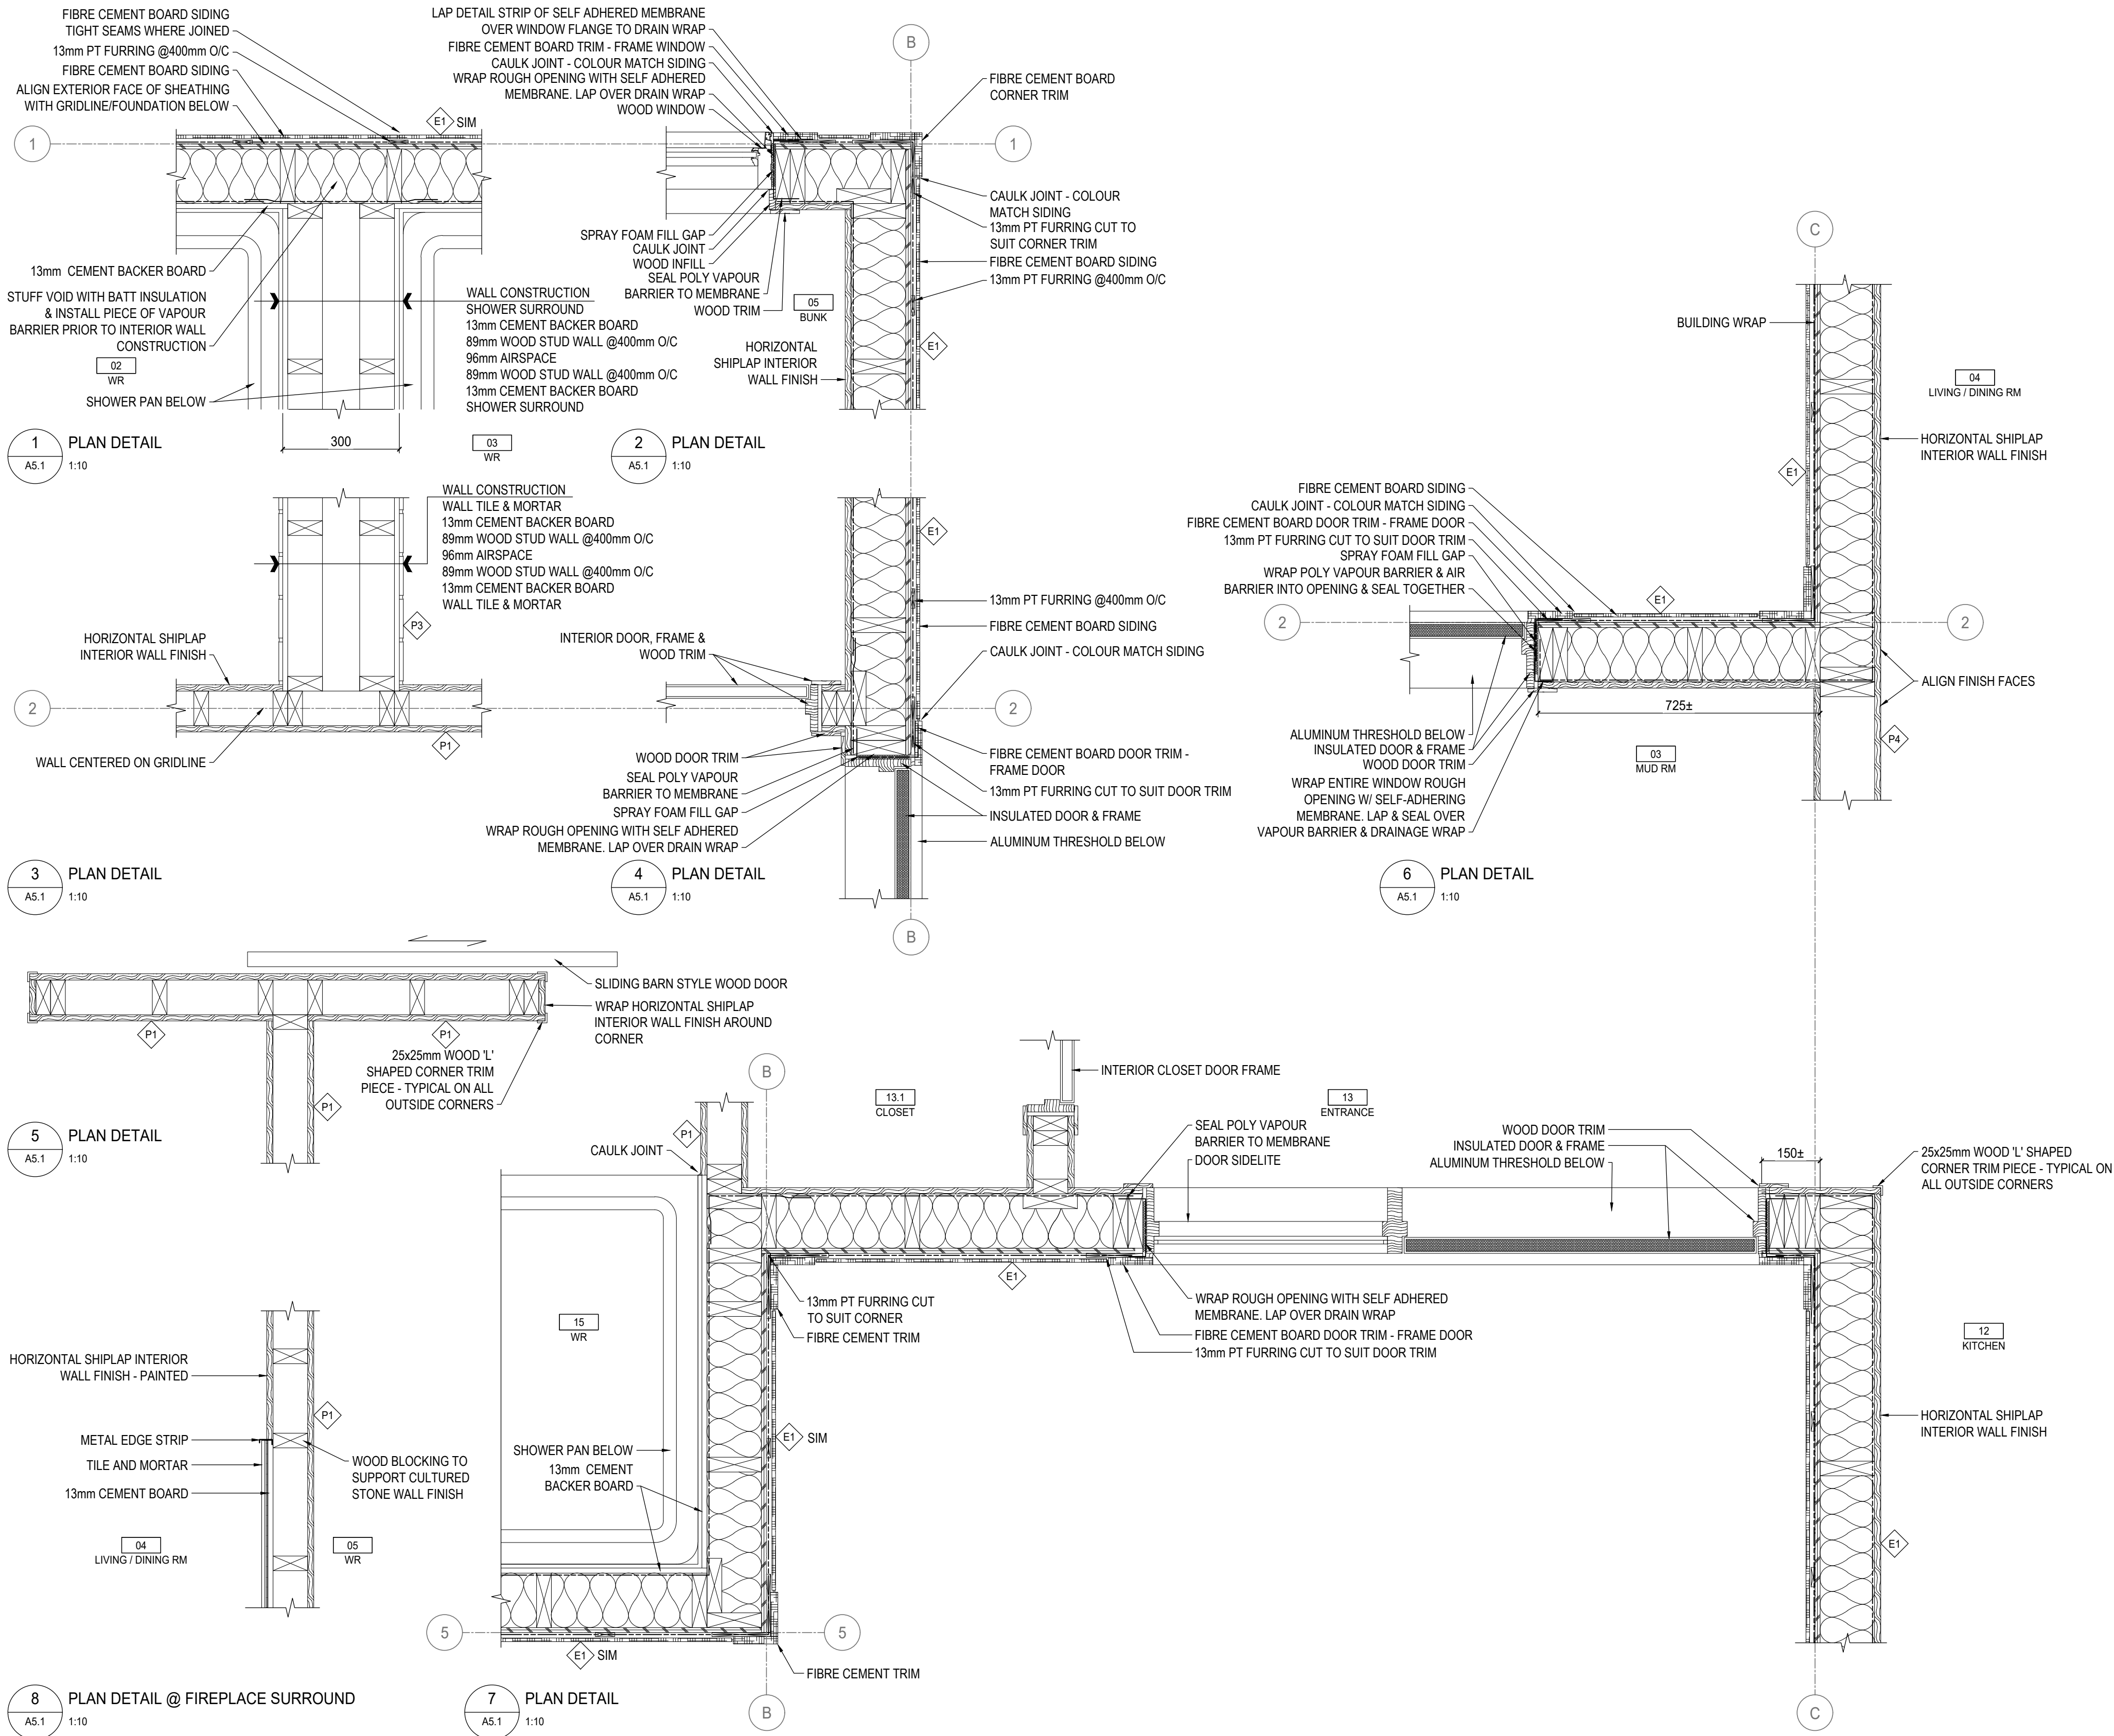 FIBRE CEMENT BOARD SIDING
TIGHT SEAMS WHERE JOINED
13mm PT FURRING @400mm O/C
FIBRE CEMENT BOARD SIDING
ALIGN EXTERIOR FACE OF SHEATHING
WITH GRIDLINE/FOUNDATION BELOW
E1 SIM
1
13mm CEMENT BACKER BOARD
STUFF VOID WITH BATT INSULATION
& INSTALL PIECE OF VAPOUR
BARRIER PRIOR TO INTERIOR WALL
CONSTRUCTION
02
WR
SHOWER PAN BELOW
WALL CONSTRUCTION
SHOWER SURROUND
13mm CEMENT BACKER BOARD
89mm WOOD STUD WALL @400mm O/C
96mm AIRSPACE
89mm WOOD STUD WALL @400mm O/C
13mm CEMENT BACKER BOARD
SHOWER SURROUND
300
03
WR
1
A5.1
PLAN DETAIL
1:10
LAP DETAIL STRIP OF SELF ADHERED MEMBRANE
OVER WINDOW FLANGE TO DRAIN WRAP
FIBRE CEMENT BOARD TRIM - FRAME WINDOW
CAULK JOINT - COLOUR MATCH SIDING
WRAP ROUGH OPENING WITH SELF ADHERED
MEMBRANE. LAP OVER DRAIN WRAP
WOOD WINDOW
B
FIBRE CEMENT BOARD
CORNER TRIM
1
CAULK JOINT - COLOUR
MATCH SIDING
13mm PT FURRING CUT TO
SUIT CORNER TRIM
FIBRE CEMENT BOARD SIDING
13mm PT FURRING @400mm O/C
SPRAY FOAM FILL GAP
CAULK JOINT
WOOD INFILL
SEAL POLY VAPOUR
BARRIER TO MEMBRANE
WOOD TRIM
05
BUNK
HORIZONTAL
SHIPLAP INTERIOR
WALL FINISH
E1
2
A5.1
PLAN DETAIL
1:10
WALL CONSTRUCTION
WALL TILE & MORTAR
13mm CEMENT BACKER BOARD
89mm WOOD STUD WALL @400mm O/C
96mm AIRSPACE
89mm WOOD STUD WALL @400mm O/C
13mm CEMENT BACKER BOARD
WALL TILE & MORTAR
P3
HORIZONTAL SHIPLAP
INTERIOR WALL FINISH
2
P1
WALL CENTERED ON GRIDLINE
3
A5.1
PLAN DETAIL
1:10
E1
13mm PT FURRING @400mm O/C
FIBRE CEMENT BOARD SIDING
CAULK JOINT - COLOUR MATCH SIDING
INTERIOR DOOR, FRAME &
WOOD TRIM
2
WOOD DOOR TRIM
SEAL POLY VAPOUR
BARRIER TO MEMBRANE
SPRAY FOAM FILL GAP
WRAP ROUGH OPENING WITH SELF ADHERED
MEMBRANE. LAP OVER DRAIN WRAP
FIBRE CEMENT BOARD DOOR TRIM -
FRAME DOOR
13mm PT FURRING CUT TO SUIT DOOR TRIM
INSULATED DOOR & FRAME
ALUMINUM THRESHOLD BELOW
B
4
A5.1
PLAN DETAIL
1:10
C
BUILDING WRAP
04
LIVING / DINING RM
HORIZONTAL SHIPLAP
INTERIOR WALL FINISH
E1
FIBRE CEMENT BOARD SIDING
CAULK JOINT - COLOUR MATCH SIDING
FIBRE CEMENT BOARD DOOR TRIM - FRAME DOOR
13mm PT FURRING CUT TO SUIT DOOR TRIM
SPRAY FOAM FILL GAP
WRAP POLY VAPOUR BARRIER & AIR
BARRIER INTO OPENING & SEAL TOGETHER
E1
2
2
ALIGN FINISH FACES
725±
ALUMINUM THRESHOLD BELOW
INSULATED DOOR & FRAME
WOOD DOOR TRIM
WRAP ENTIRE WINDOW ROUGH
OPENING W/ SELF-ADHERING
MEMBRANE. LAP & SEAL OVER
VAPOUR BARRIER & DRAINAGE WRAP
03
MUD RM
P4
6
A5.1
PLAN DETAIL
1:10
SLIDING BARN STYLE WOOD DOOR
WRAP HORIZONTAL SHIPLAP
INTERIOR WALL FINISH AROUND
CORNER
P1
P1
25x25mm WOOD 'L'
SHAPED CORNER TRIM
PIECE - TYPICAL ON ALL
OUTSIDE CORNERS
P1
5
A5.1
PLAN DETAIL
1:10
B
13.1
CLOSET
INTERIOR CLOSET DOOR FRAME
13
ENTRANCE
P1
CAULK JOINT
SEAL POLY VAPOUR
BARRIER TO MEMBRANE
DOOR SIDELITE
WOOD DOOR TRIM
INSULATED DOOR & FRAME
ALUMINUM THRESHOLD BELOW
150±
25x25mm WOOD 'L' SHAPED
CORNER TRIM PIECE - TYPICAL ON
ALL OUTSIDE CORNERS
E1
13mm PT FURRING CUT
TO SUIT CORNER
FIBRE CEMENT TRIM
WRAP ROUGH OPENING WITH SELF ADHERED
MEMBRANE. LAP OVER DRAIN WRAP
FIBRE CEMENT BOARD DOOR TRIM - FRAME DOOR
13mm PT FURRING CUT TO SUIT DOOR TRIM
15
WR
12
KITCHEN
HORIZONTAL SHIPLAP
INTERIOR WALL FINISH
E1 SIM
SHOWER PAN BELOW
13mm CEMENT
BACKER BOARD
E1
5
5
E1 SIM
FIBRE CEMENT TRIM
B
C
7
A5.1
PLAN DETAIL
1:10
HORIZONTAL SHIPLAP INTERIOR
WALL FINISH - PAINTED
P1
METAL EDGE STRIP
TILE AND MORTAR
13mm CEMENT BOARD
WOOD BLOCKING TO
SUPPORT CULTURED
STONE WALL FINISH
04
LIVING / DINING RM
05
WR
8
A5.1
PLAN DETAIL @ FIREPLACE SURROUND
1:10